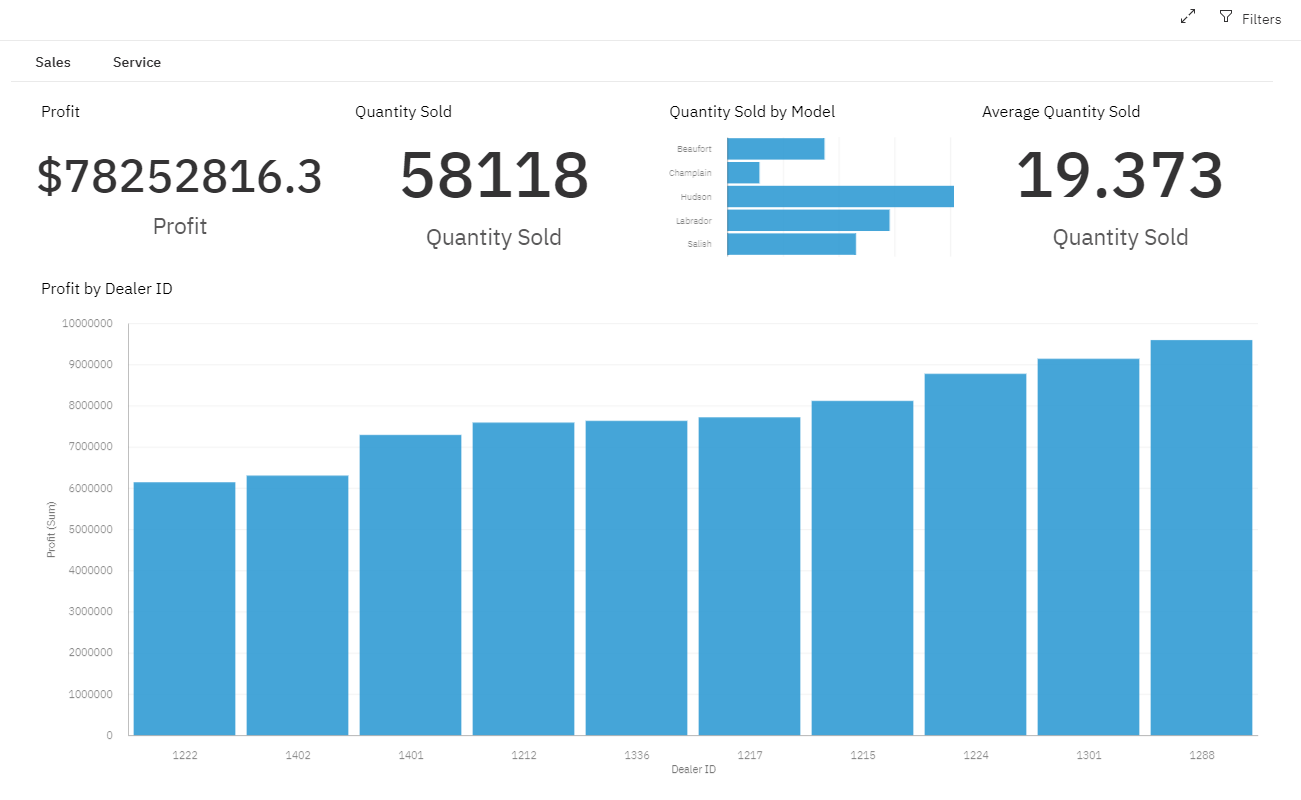 Filters
Sales Service
Profit
$78252816.3
Profit
Quantity Sold
58118
Quantity Sold
Quantity Sold by Model
Beaufort
Champlain
Hudson
Labrador
Salish
Average Quantity Sold
19.373
Quantity Sold
Profit by Dealer ID
Profit (Sum)
10000000
9000000
8000000
7000000
6000000
5000000
4000000
3000000
2000000
1000000
0
1222 1402 1401 1212 1336 1217 1215 1224 1301 1288
Dealer ID